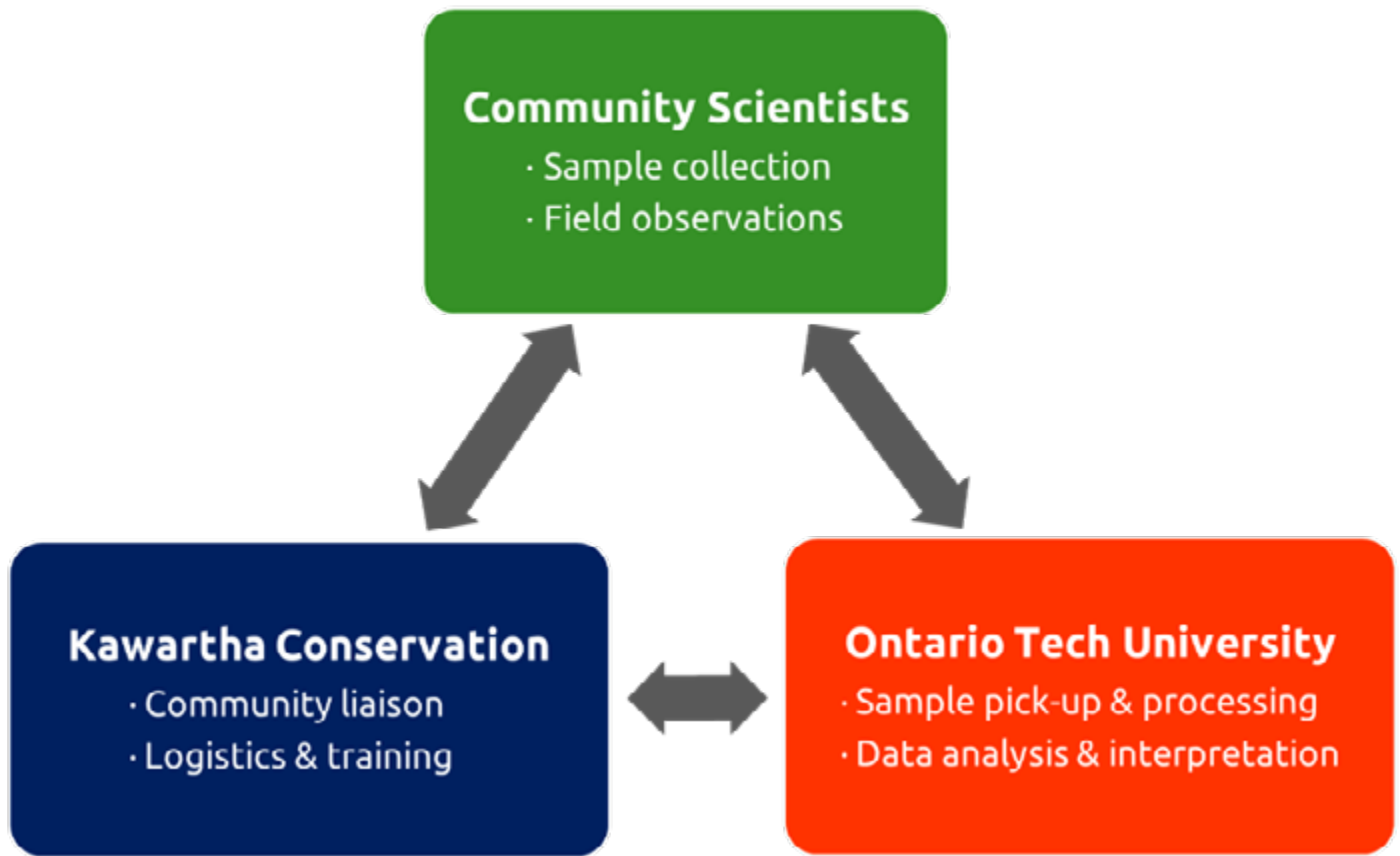 Community Scientists
· Sample collection
· Field observations
Kawartha Conservation
· Community liaison
· Logistics & training
Ontario Tech University
· Sample pick-up & processing
· Data analysis & interpretation